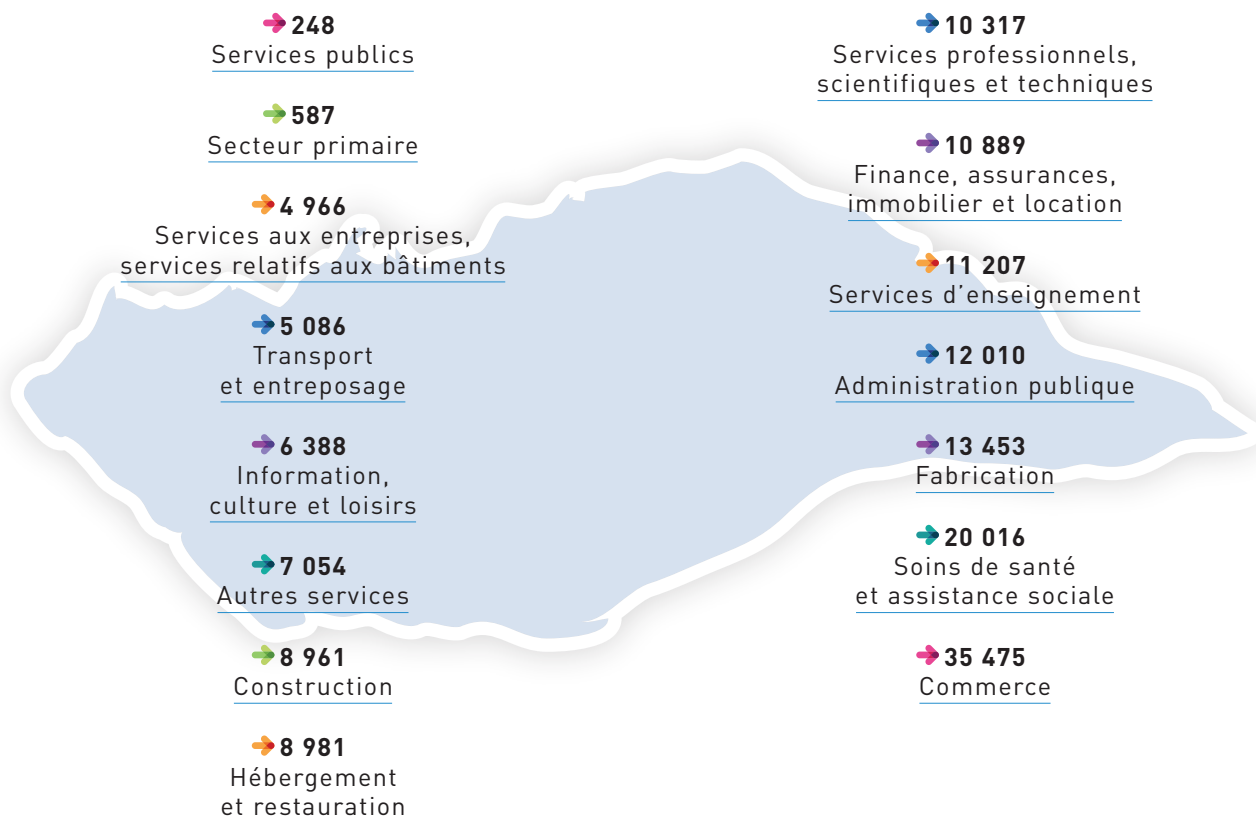 248
Services publics
587
Secteur primaire
4 966
Services aux entreprises,
services relatifs aux bâtiments
5 086
Transport
et entreposage
6 388
Information,
culture et loisirs
7 054
Autres services
8 961
Construction
8 981
Hébergement
et restauration
10 317
Services professionnels,
scientifiques et techniques
10 889
Finance, assurances,
immobilier et location
11 207
Services d'enseignement
12 010
Administration publique
13 453
Fabrication
20 016
Soins de santé
et assistance sociale
35 475
Commerce